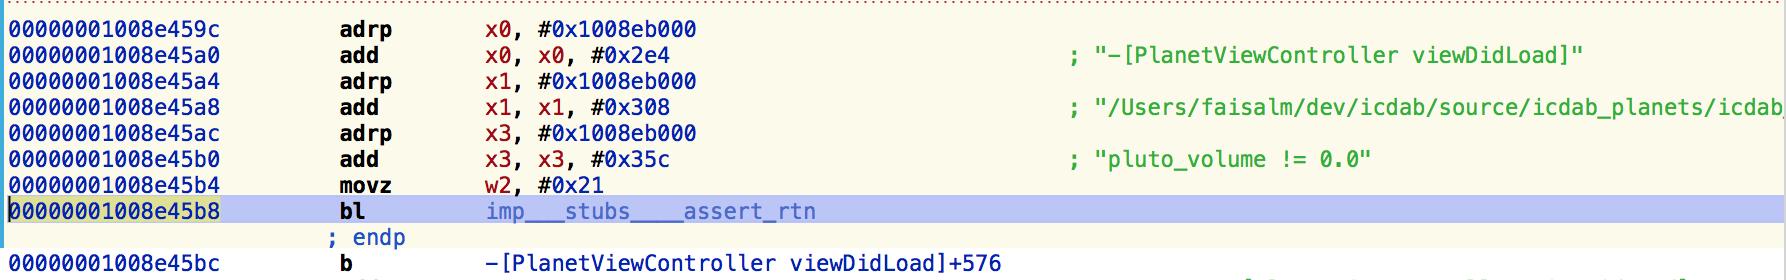 00000001008e459c adrp x0, #0x1008eb000
00000001008e45a0 add x0, x0, #0x2e4 ; "-[PlanetViewController viewDidLoad]"
00000001008e45a4 adrp x1, #0x1008eb000
00000001008e45a8 add x1, x1, #0x308 ; "/Users/faisalm/dev/icdab/source/icdab_planets/icdab_
00000001008e45ac adrp x3, #0x1008eb000
00000001008e45b0 add x3, x3, #0x35c ; "pluto_volume != 0.0"
00000001008e45b4 movz w2, #0x21
00000001008e45b8 bl imp___stubs____assert_rtn
; endp
00000001008e45bc b -[PlanetViewController viewDidLoad]+576